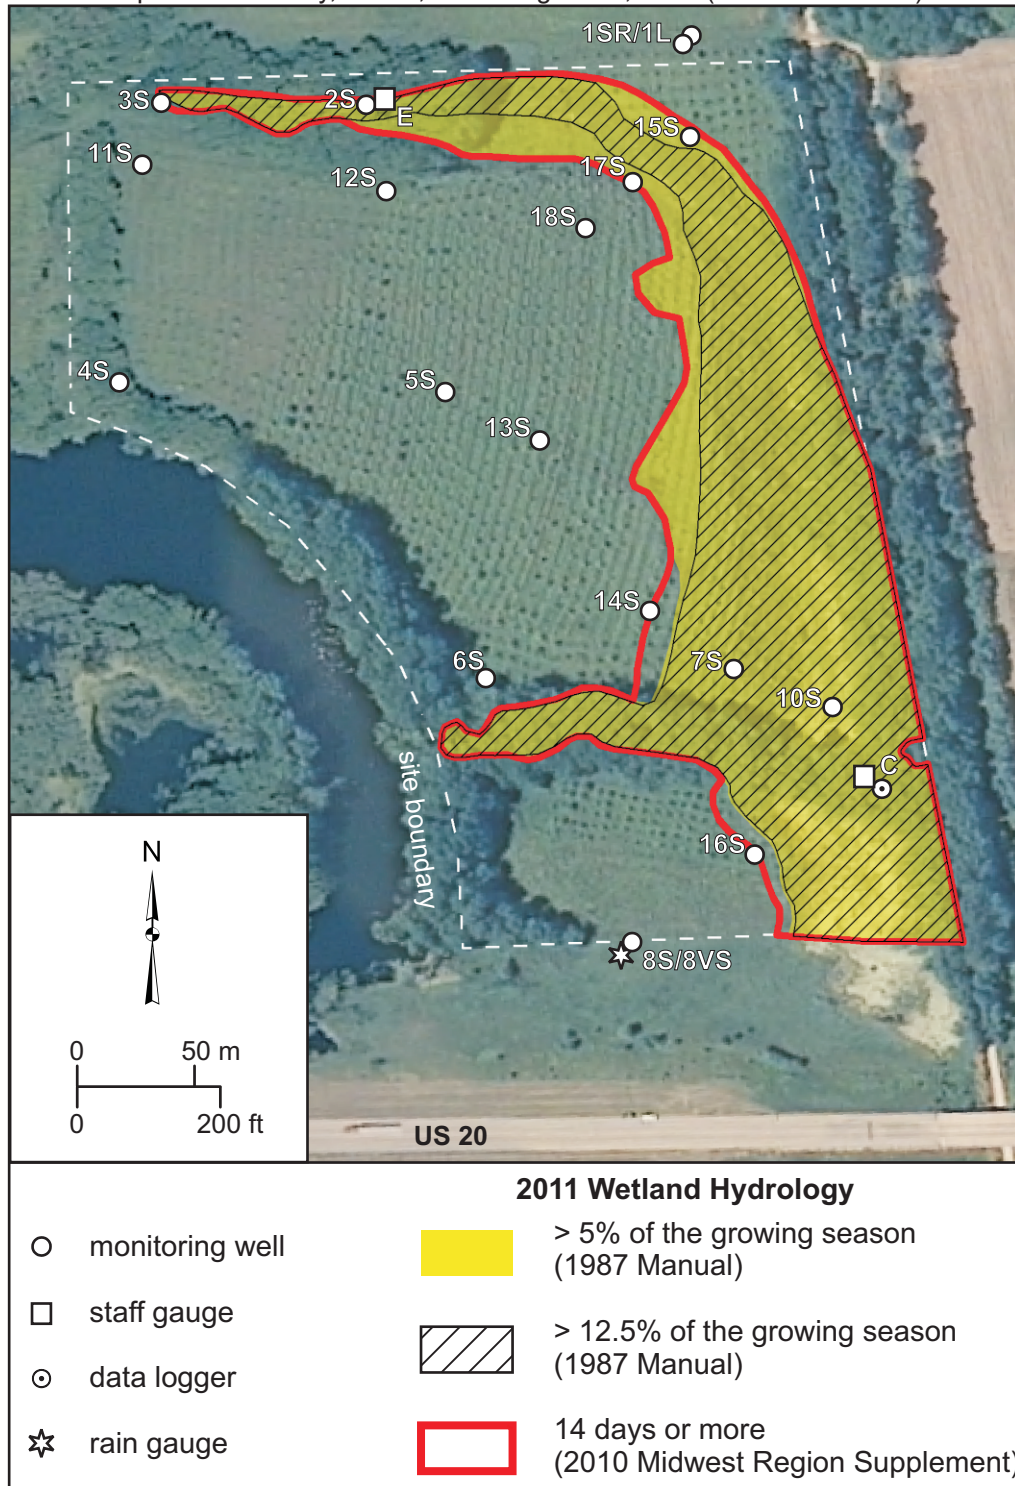 1SR/1L
3S
2S
E
15S
11S
12S
17S
18S
4S
5S
13S
14S
6S
7S
10S
C
site boundary
16S
8S/8VS
N
0 50 m
0 200 ft
US 20
2011 Wetland Hydrology
monitoring well
staff gauge
data logger
rain gauge
> 5% of the growing season
(1987 Manual)
> 12.5% of the growing season
(1987 Manual)
14 days or more
(2010 Midwest Region Supplement)